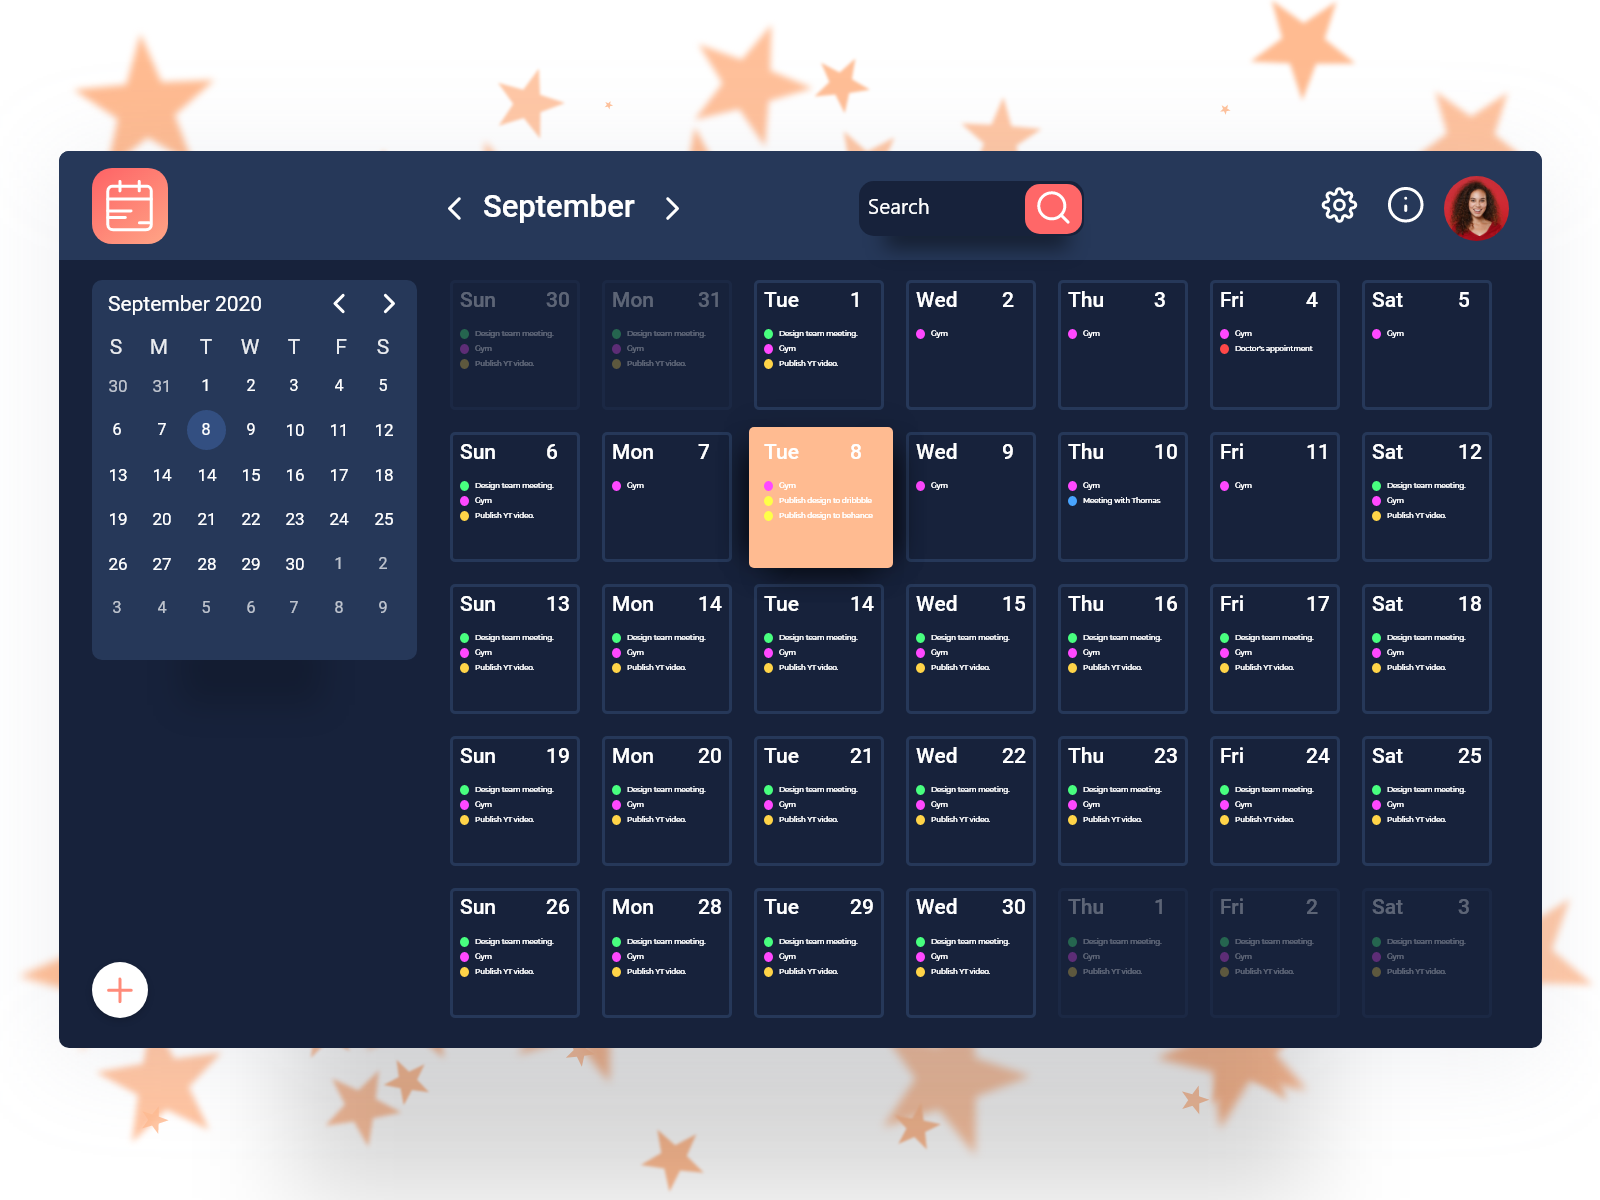 September
Search
September 2020
S M T W T F S
30 31 1 2 3 4 5
6 7 8 9 10 11 12
13 14 14 15 16 17 18
19 20 21 22 23 24 25
26 27 28 29 30 1 2
3 4 5 6 7 8 9
Sun 30
Design team meeting.
Gym
Publish YT video.
Mon 31
Design team meeting.
Gym
Publish YT video.
Tue 1
Design team meeting.
Gym
Publish YT video.
Wed 2
Gym
Thu 3
Gym
Fri 4
Gym
Doctor's appointment
Sat 5
Gym
Sun 6
Design team meeting.
Gym
Publish YT video.
Mon 7
Gym
Tue 8
Gym
Publish design to dribbble
Publish design to behance
Wed 9
Gym
Thu 10
Gym
Meeting with Thomas
Fri 11
Gym
Sat 12
Design team meeting.
Gym
Publish YT video.
Sun 13
Design team meeting.
Gym
Publish YT video.
Mon 14
Design team meeting.
Gym
Publish YT video.
Tue 14
Design team meeting.
Gym
Publish YT video.
Wed 15
Design team meeting.
Gym
Publish YT video.
Thu 16
Design team meeting.
Gym
Publish YT video.
Fri 17
Design team meeting.
Gym
Publish YT video.
Sat 18
Design team meeting.
Gym
Publish YT video.
Sun 19
Design team meeting.
Gym
Publish YT video.
Mon 20
Design team meeting.
Gym
Publish YT video.
Tue 21
Design team meeting.
Gym
Publish YT video.
Wed 22
Design team meeting.
Gym
Publish YT video.
Thu 23
Design team meeting.
Gym
Publish YT video.
Fri 24
Design team meeting.
Gym
Publish YT video.
Sat 25
Design team meeting.
Gym
Publish YT video.
Sun 26
Design team meeting.
Gym
Publish YT video.
Mon 28
Design team meeting.
Gym
Publish YT video.
Tue 29
Design team meeting.
Gym
Publish YT video.
Wed 30
Design team meeting.
Gym
Publish YT video.
Thu 1
Design team meeting.
Gym
Publish YT video.
Fri 2
Design team meeting.
Gym
Publish YT video.
Sat 3
Design team meeting.
Gym
Publish YT video.